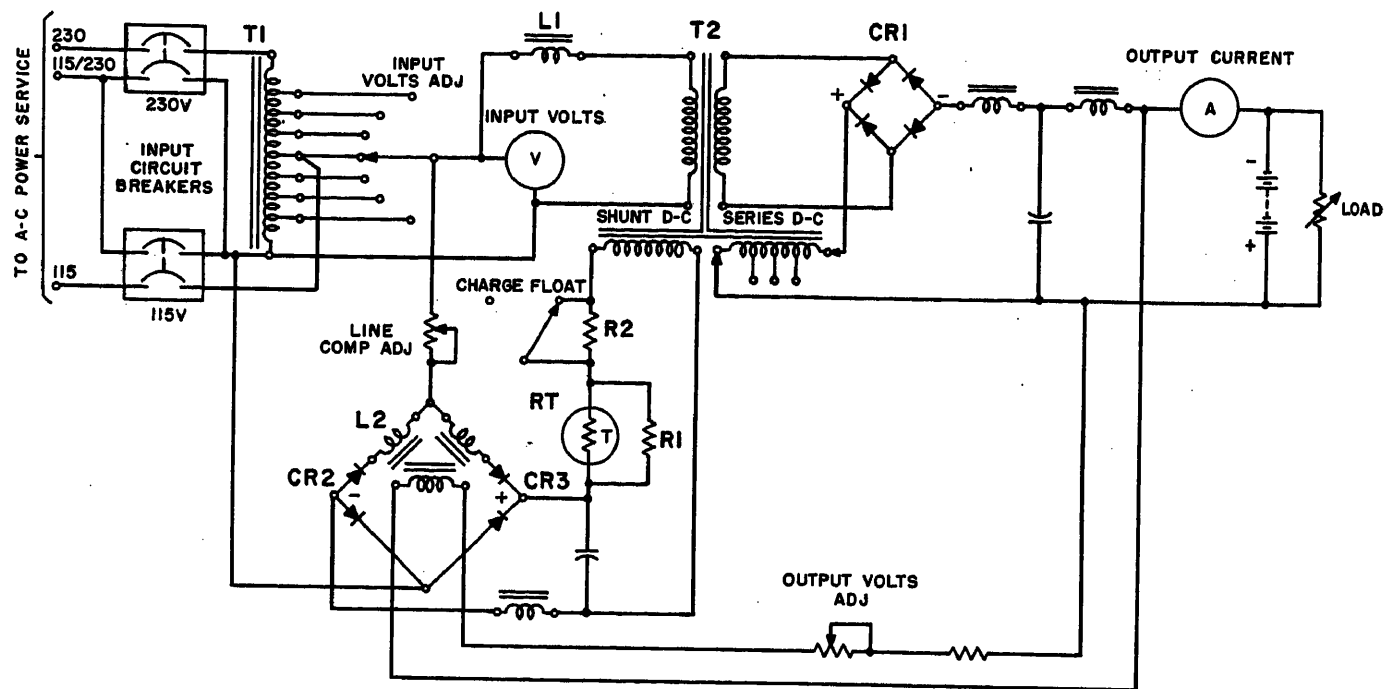 TO A-C POWER SERVICE
230
115/230
115
230V
INPUT
CIRCUIT
BREAKERS
115V
T1
INPUT
VOLTS ADJ
L1
INPUT VOLTS
V
T2
CR1
+
-
OUTPUT CURRENT
A
-
+
LOAD
SHUNT D-C
SERIES D-C
CHARGE FLOAT
LINE
COMP ADJ
R2
RT
T
R1
L2
CR2
-
+
CR3
OUTPUT VOLTS
ADJ